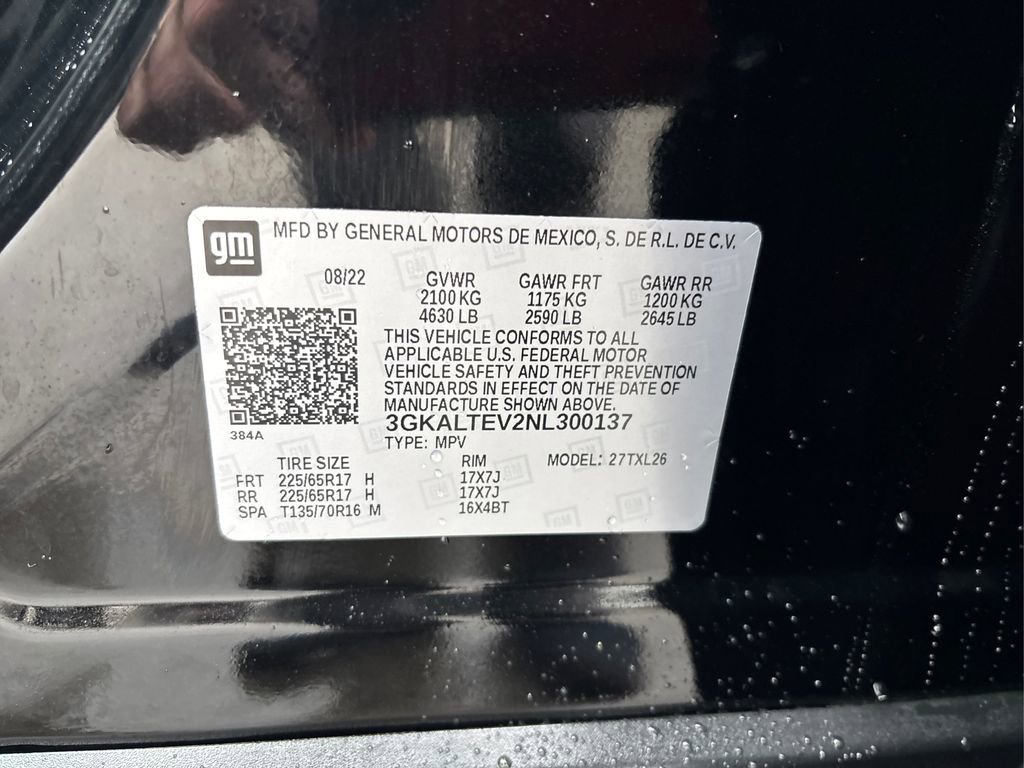 gm MFD BY GENERAL MOTORS DE MEXICO, S. DE R.L. DE C.V.
08/22 GVWR GAWR FRT GAWR RR
2100 KG 1175 KG 1200 KG
4630 LB 2590 LB 2645 LB
THIS VEHICLE CONFORMS TO ALL
APPLICABLE U.S. FEDERAL MOTOR
VEHICLE SAFETY AND THEFT PREVENTION
STANDARDS IN EFFECT ON THE DATE OF
MANUFACTURE SHOWN ABOVE.
3GKALTEV2NL300137
384A
TYPE: MPV
TIRE SIZE RIM MODEL: 27TXL26
FRT 225/65R17 H 17X7J
RR 225/65R17 H 17X7J
SPA T135/70R16 M 16X4BT